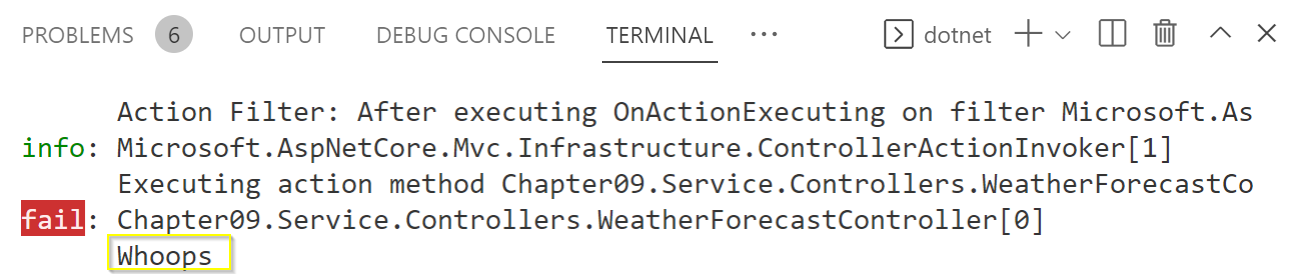 PROBLEMS 6 OUTPUT DEBUG CONSOLE TERMINAL ··· dotnet
Action Filter: After executing OnActionExecuting on filter Microsoft.As
info: Microsoft.AspNetCore.Mvc.Infrastructure.ControllerActionInvoker[1]
Executing action method Chapter09.Service.Controllers.WeatherForecastCo
fail: Chapter09.Service.Controllers.WeatherForecastController[0]
Whoops